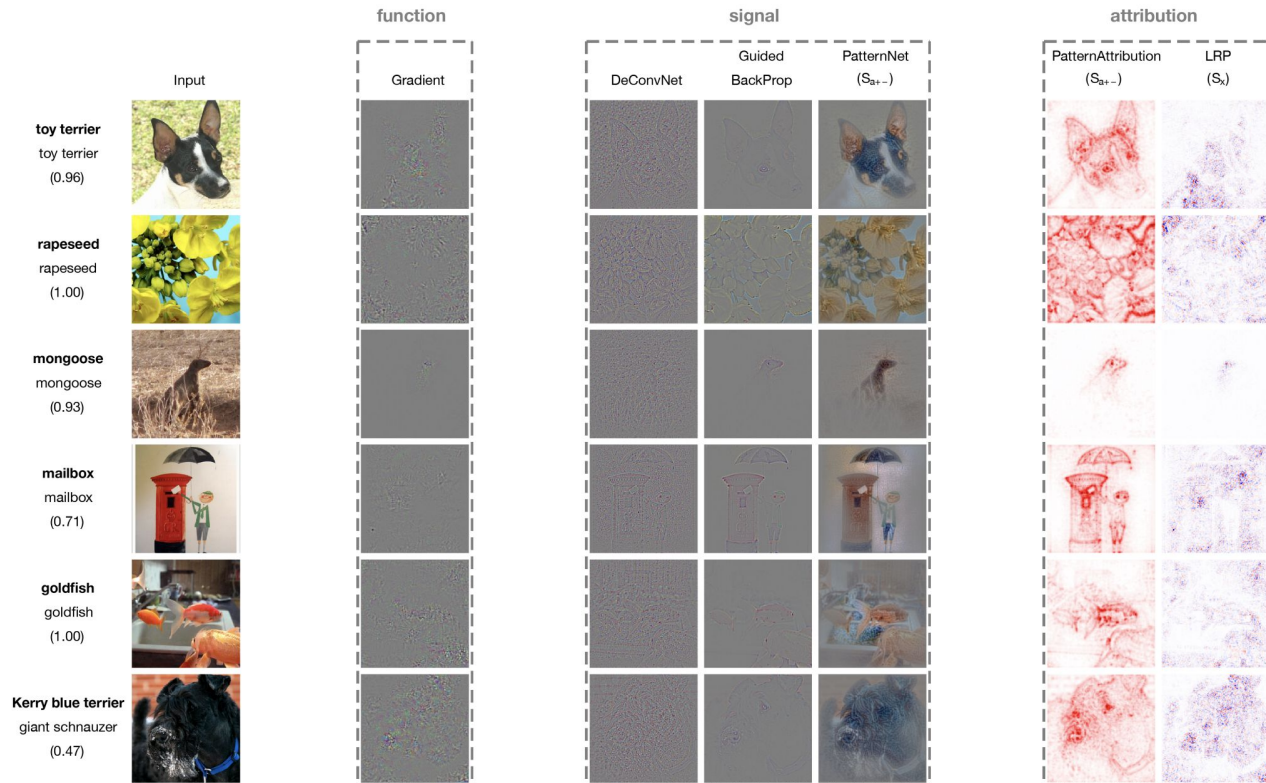 function
signal
attribution
Input
Gradient
DeConvNet
Guided
BackProp
PatternNet
(Sa+−)
PatternAttribution
(Sa+−)
LRP
(Sx)
toy terrier
toy terrier
(0.96)
rapeseed
rapeseed
(1.00)
mongoose
mongoose
(0.93)
mailbox
mailbox
(0.71)
goldfish
goldfish
(1.00)
Kerry blue terrier
giant schnauzer
(0.47)